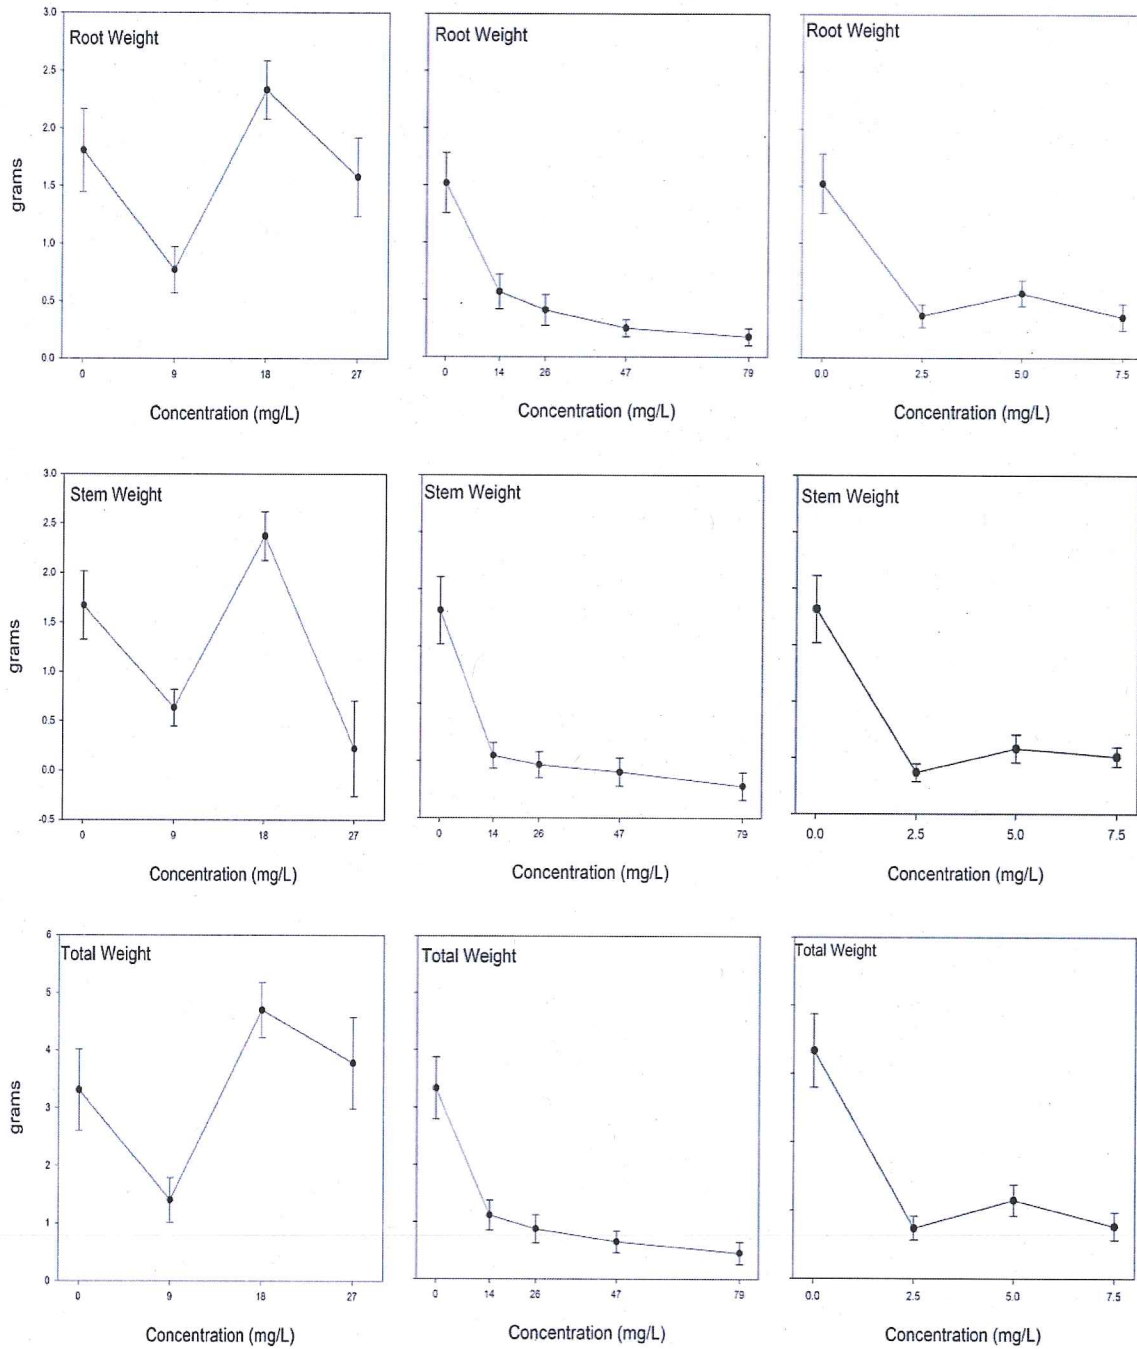 Root Weight
3.0
2.5
2.0
1.5
1.0
0.5
0.0
grams
0 9 18 27
Concentration (mg/L)
Root Weight
0 14 26 47 79
Concentration (mg/L)
Root Weight
0.0 2.5 5.0 7.5
Concentration (mg/L)
Stem Weight
3.0
2.5
2.0
1.5
1.0
0.5
0.0
-0.5
grams
0 9 18 27
Concentration (mg/L)
Stem Weight
0 14 26 47 79
Concentration (mg/L)
Stem Weight
0.0 2.5 5.0 7.5
Concentration (mg/L)
Total Weight
6
5
4
3
2
1
0
grams
0 9 18 27
Concentration (mg/L)
Total Weight
0 14 26 47 79
Concentration (mg/L)
Total Weight
0.0 2.5 5.0 7.5
Concentration (mg/L)